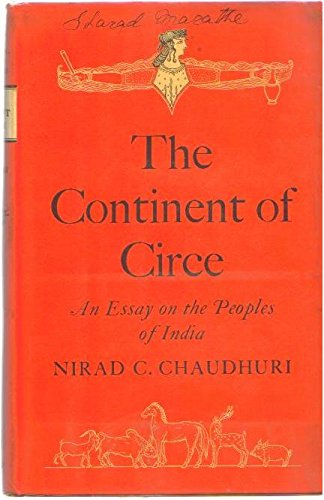 Sharad Marathe
The
Continent of
Circe
An Essay on the Peoples
of India
NIRAD C. CHAUDHURI